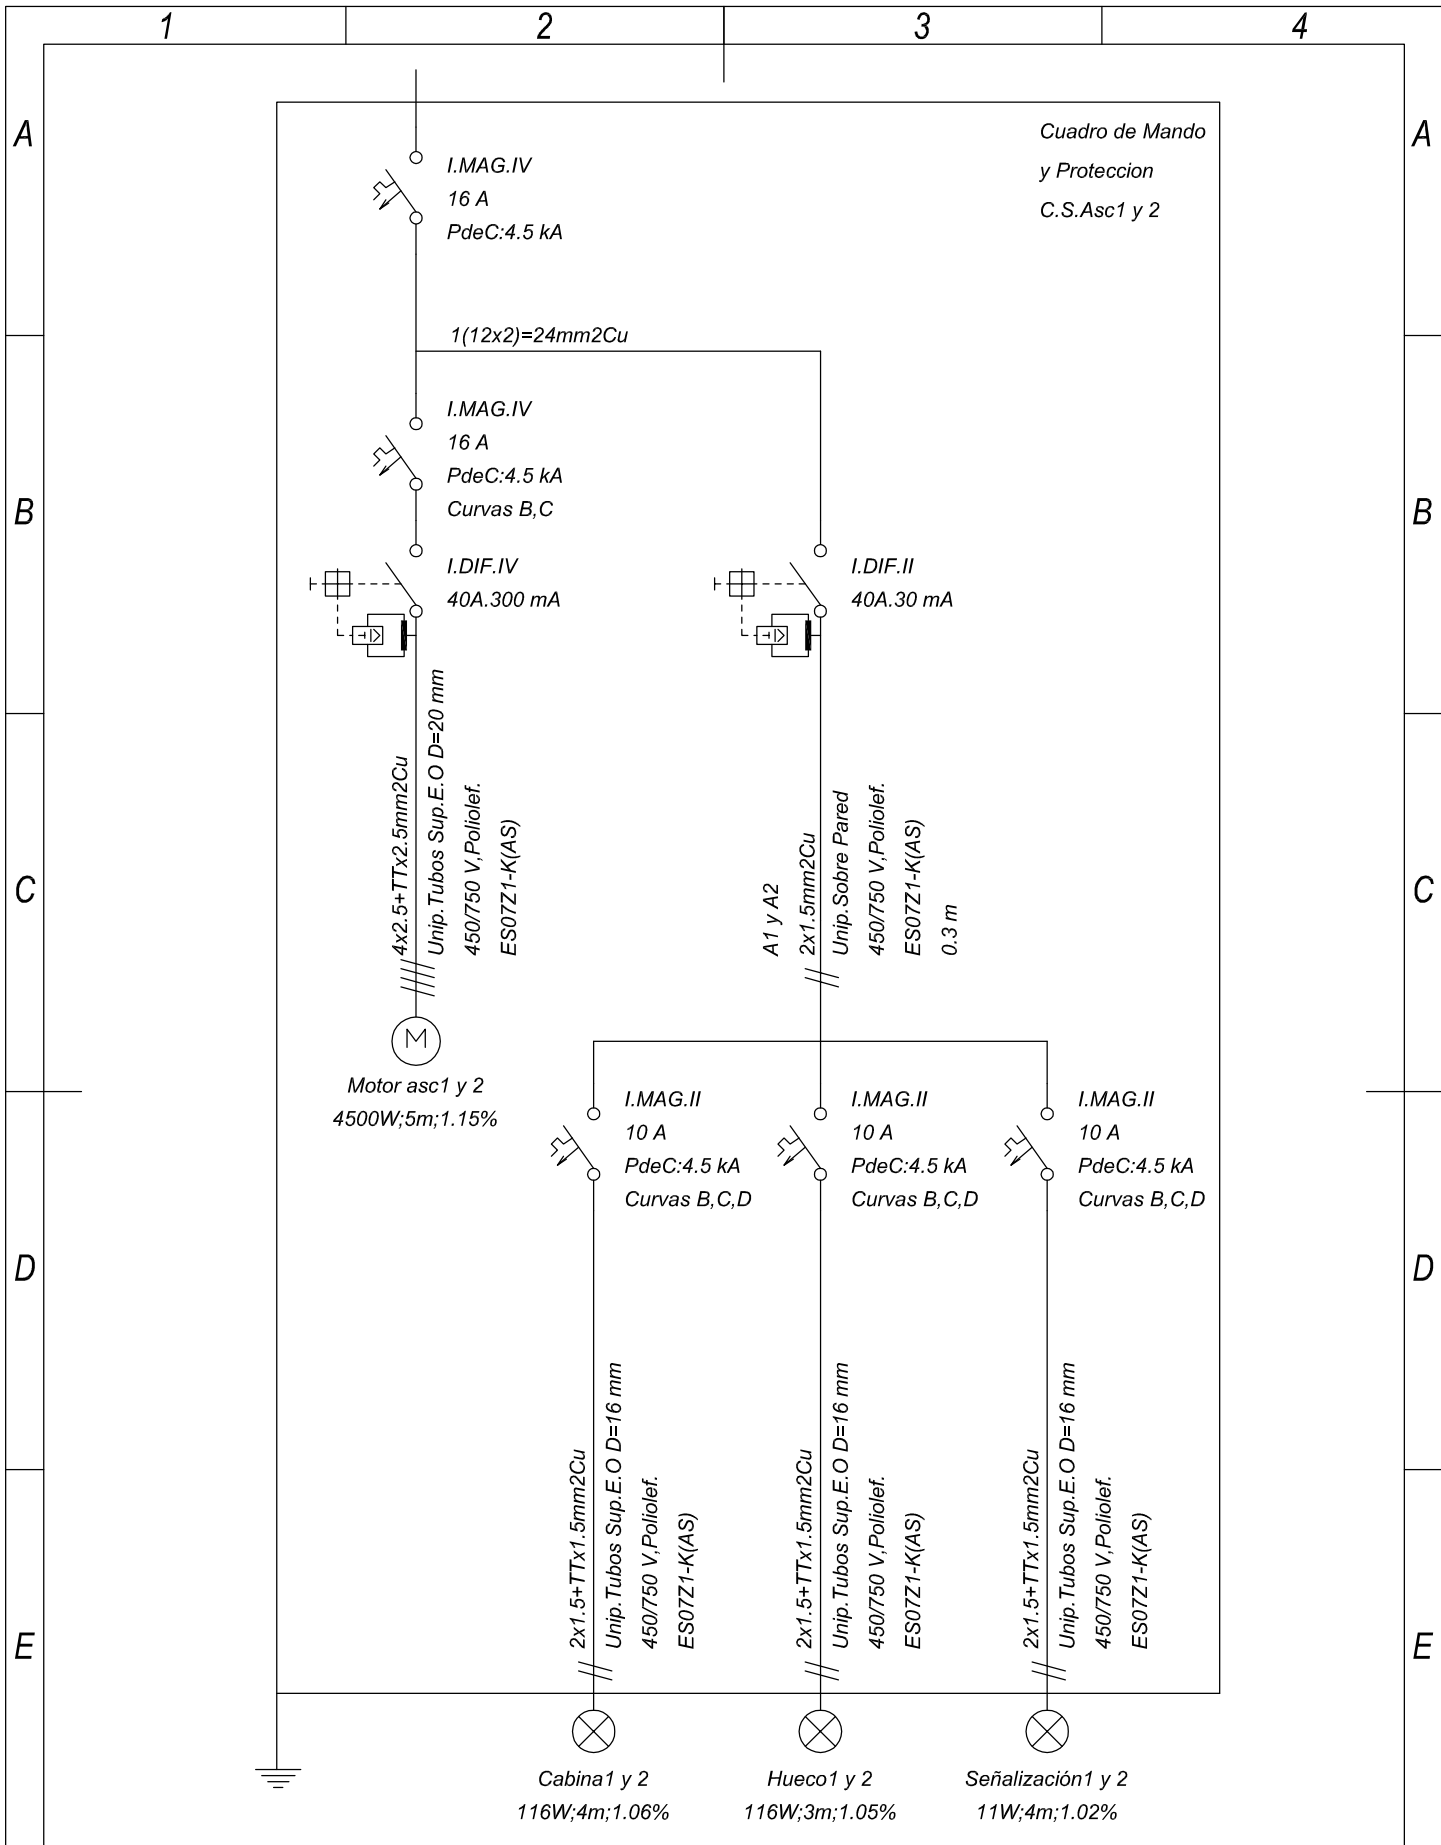 1
2
3
4
A
A
Cuadro de Mando
y Proteccion
C.S.Asc1 y 2
I.MAG.IV
16 A
PdeC:4.5 kA
1(12x2)=24mm2Cu
I.MAG.IV
16 A
PdeC:4.5 kA
Curvas B,C
B
B
I.DIF.IV
40A.300 mA
I.DIF.II
40A.30 mA
4x2.5+TTx2.5mm2Cu
Unip.Tubos Sup.E.O D=20 mm
450/750 V,Poliolef.
ES07Z1-K(AS)
A1 y A2
2x1.5mm2Cu
Unip.Sobre Pared
450/750 V,Poliolef.
ES07Z1-K(AS)
0.3 m
C
C
M
Motor asc1 y 2
4500W;5m;1.15%
I.MAG.II
10 A
PdeC:4.5 kA
Curvas B,C,D
I.MAG.II
10 A
PdeC:4.5 kA
Curvas B,C,D
I.MAG.II
10 A
PdeC:4.5 kA
Curvas B,C,D
D
D
2x1.5+TTx1.5mm2Cu
Unip.Tubos Sup.E.O D=16 mm
450/750 V,Poliolef.
ES07Z1-K(AS)
2x1.5+TTx1.5mm2Cu
Unip.Tubos Sup.E.O D=16 mm
450/750 V,Poliolef.
ES07Z1-K(AS)
2x1.5+TTx1.5mm2Cu
Unip.Tubos Sup.E.O D=16 mm
450/750 V,Poliolef.
ES07Z1-K(AS)
E
E
Cabina1 y 2
116W;4m;1.06%
Hueco1 y 2
116W;3m;1.05%
Señalización1 y 2
11W;4m;1.02%